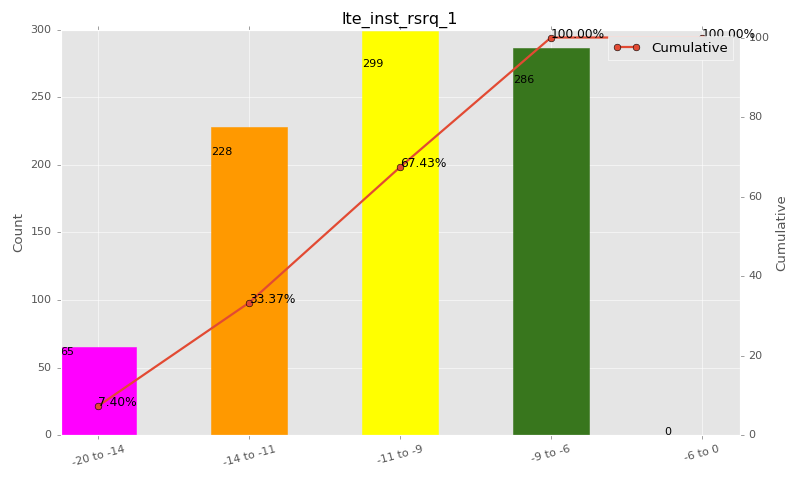 lte_inst_rsrq_1
300
250
200
150
100
50
0
Count
100
80
60
40
20
0
Cumulative
Cumulative
65
228
299
286
0
7.40%
33.37%
67.43%
100.00%
100.00%
-20 to -14
-14 to -11
-11 to -9
-9 to -6
-6 to 0